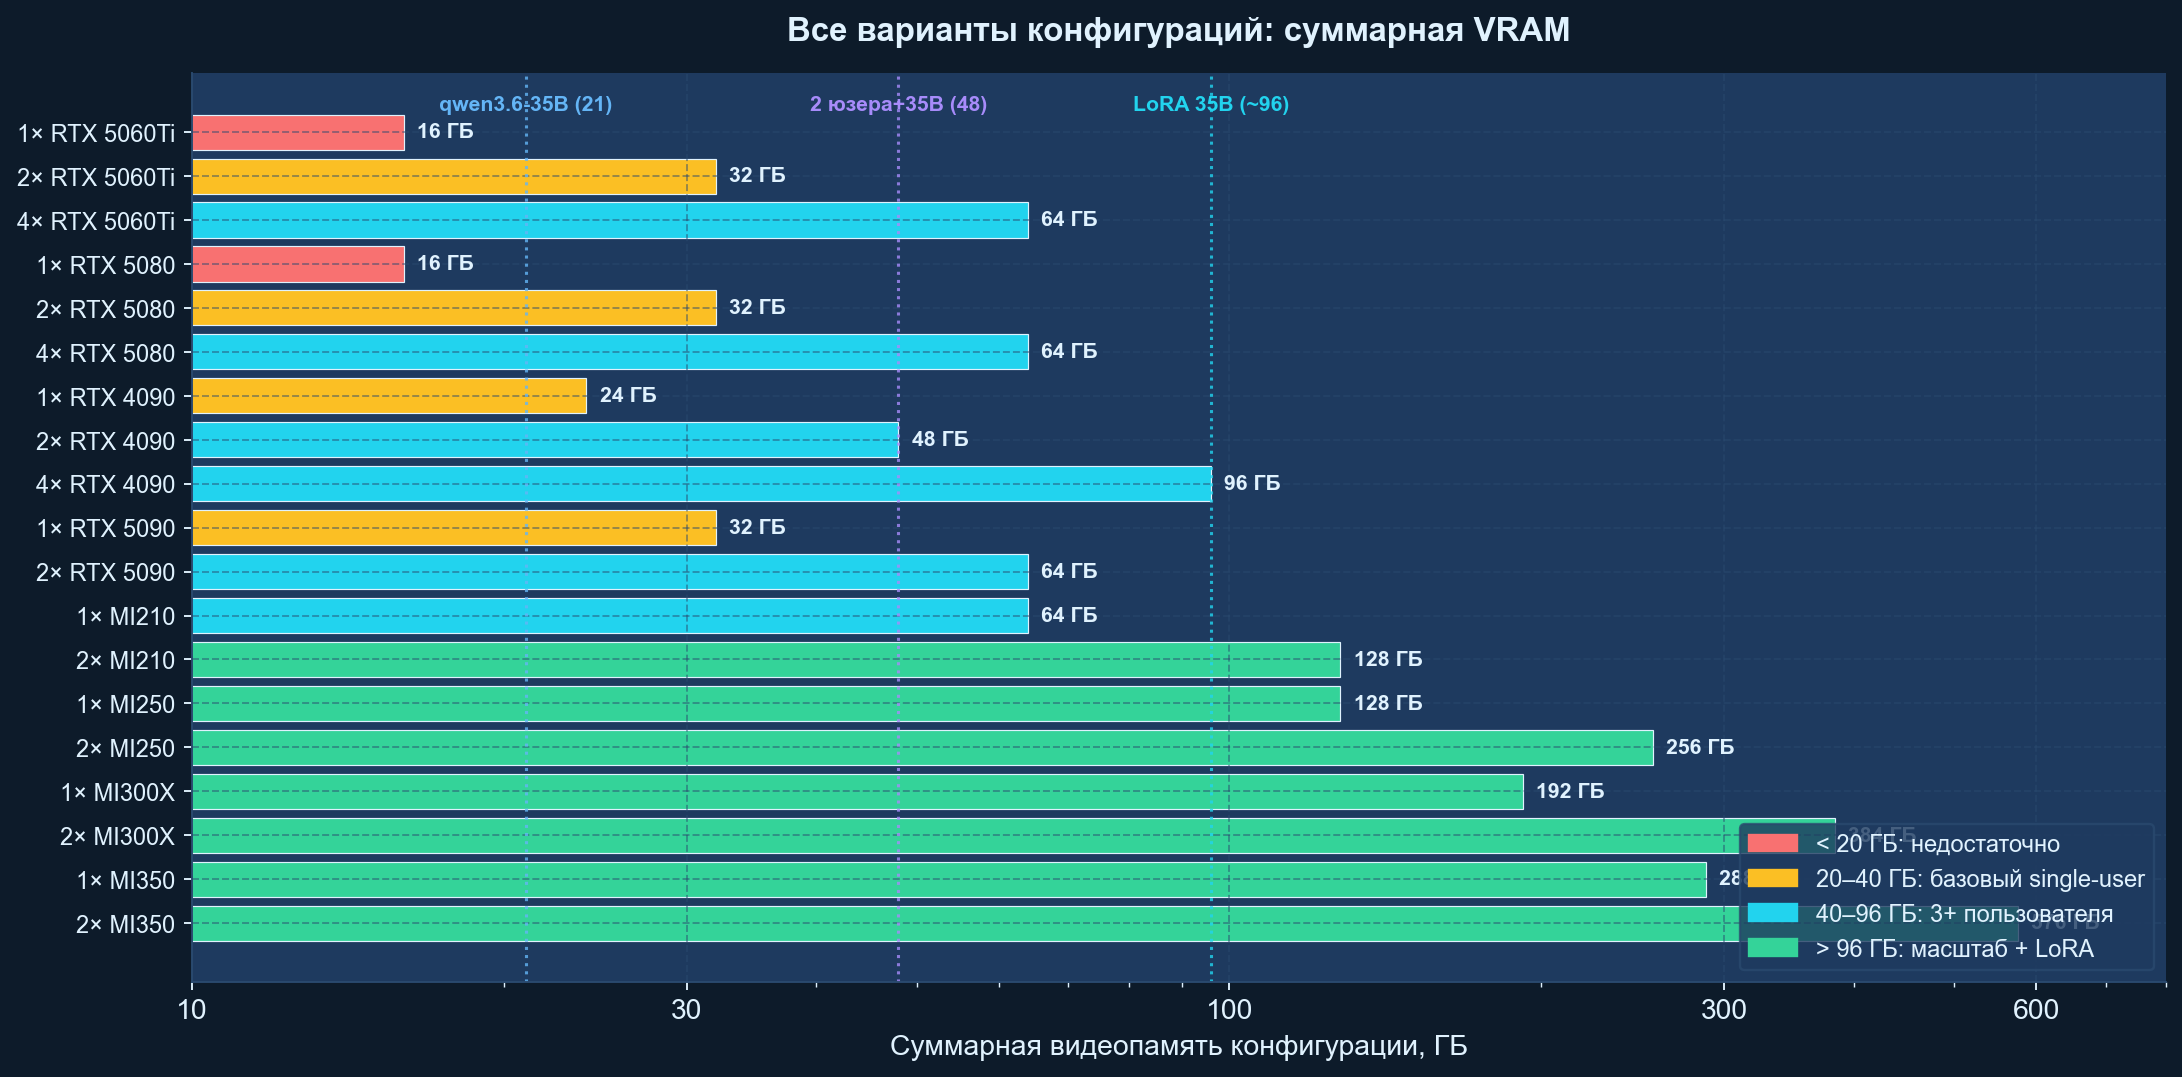 Все варианты конфигураций: суммарная VRAM
qwen3.6-35B (21)
2 юзера+35B (48)
LoRA 35B (~96)
1× RTX 5060Ti 16 ГБ
2× RTX 5060Ti 32 ГБ
4× RTX 5060Ti 64 ГБ
1× RTX 5080 16 ГБ
2× RTX 5080 32 ГБ
4× RTX 5080 64 ГБ
1× RTX 4090 24 ГБ
2× RTX 4090 48 ГБ
4× RTX 4090 96 ГБ
1× RTX 5090 32 ГБ
2× RTX 5090 64 ГБ
1× MI210 64 ГБ
2× MI210 128 ГБ
1× MI250 128 ГБ
2× MI250 256 ГБ
1× MI300X 192 ГБ
2× MI300X 384 ГБ
1× MI350
2× MI350 576 ГБ
< 20 ГБ: недостаточно
20–40 ГБ: базовый single-user
40–96 ГБ: 3+ пользователя
> 96 ГБ: масштаб + LoRA
10 30 100 300 600
Суммарная видеопамять конфигурации, ГБ